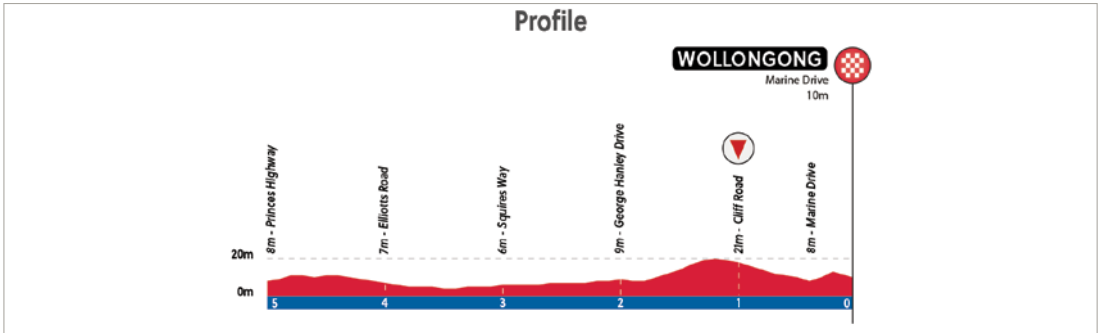 Profile
WOLLONGONG
Marine Drive
10m
8m - Princes Highway
7m - Elliotts Road
6m - Squires Way
9m - George Hanley Drive
21m - Cliff Road
8m - Marine Drive
20m
0m
5 4 3 2 1 0